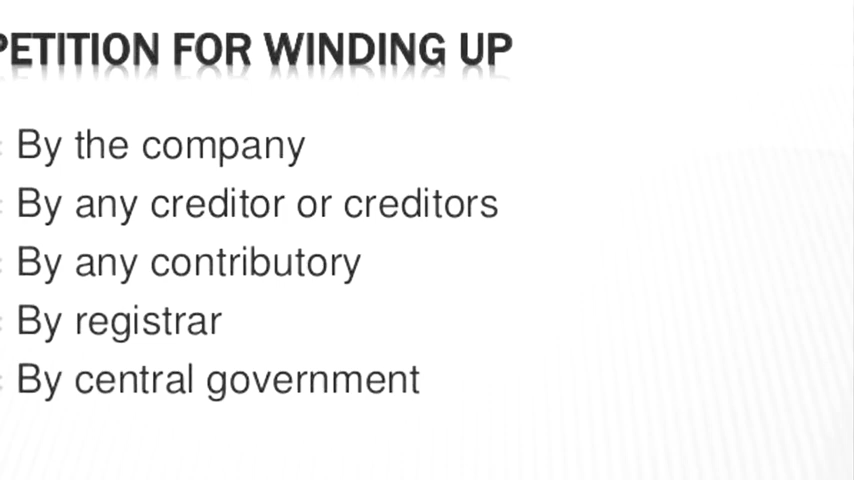 PETITION FOR WINDING UP
By the company
By any creditor or creditors
By any contributory
By registrar
By central government